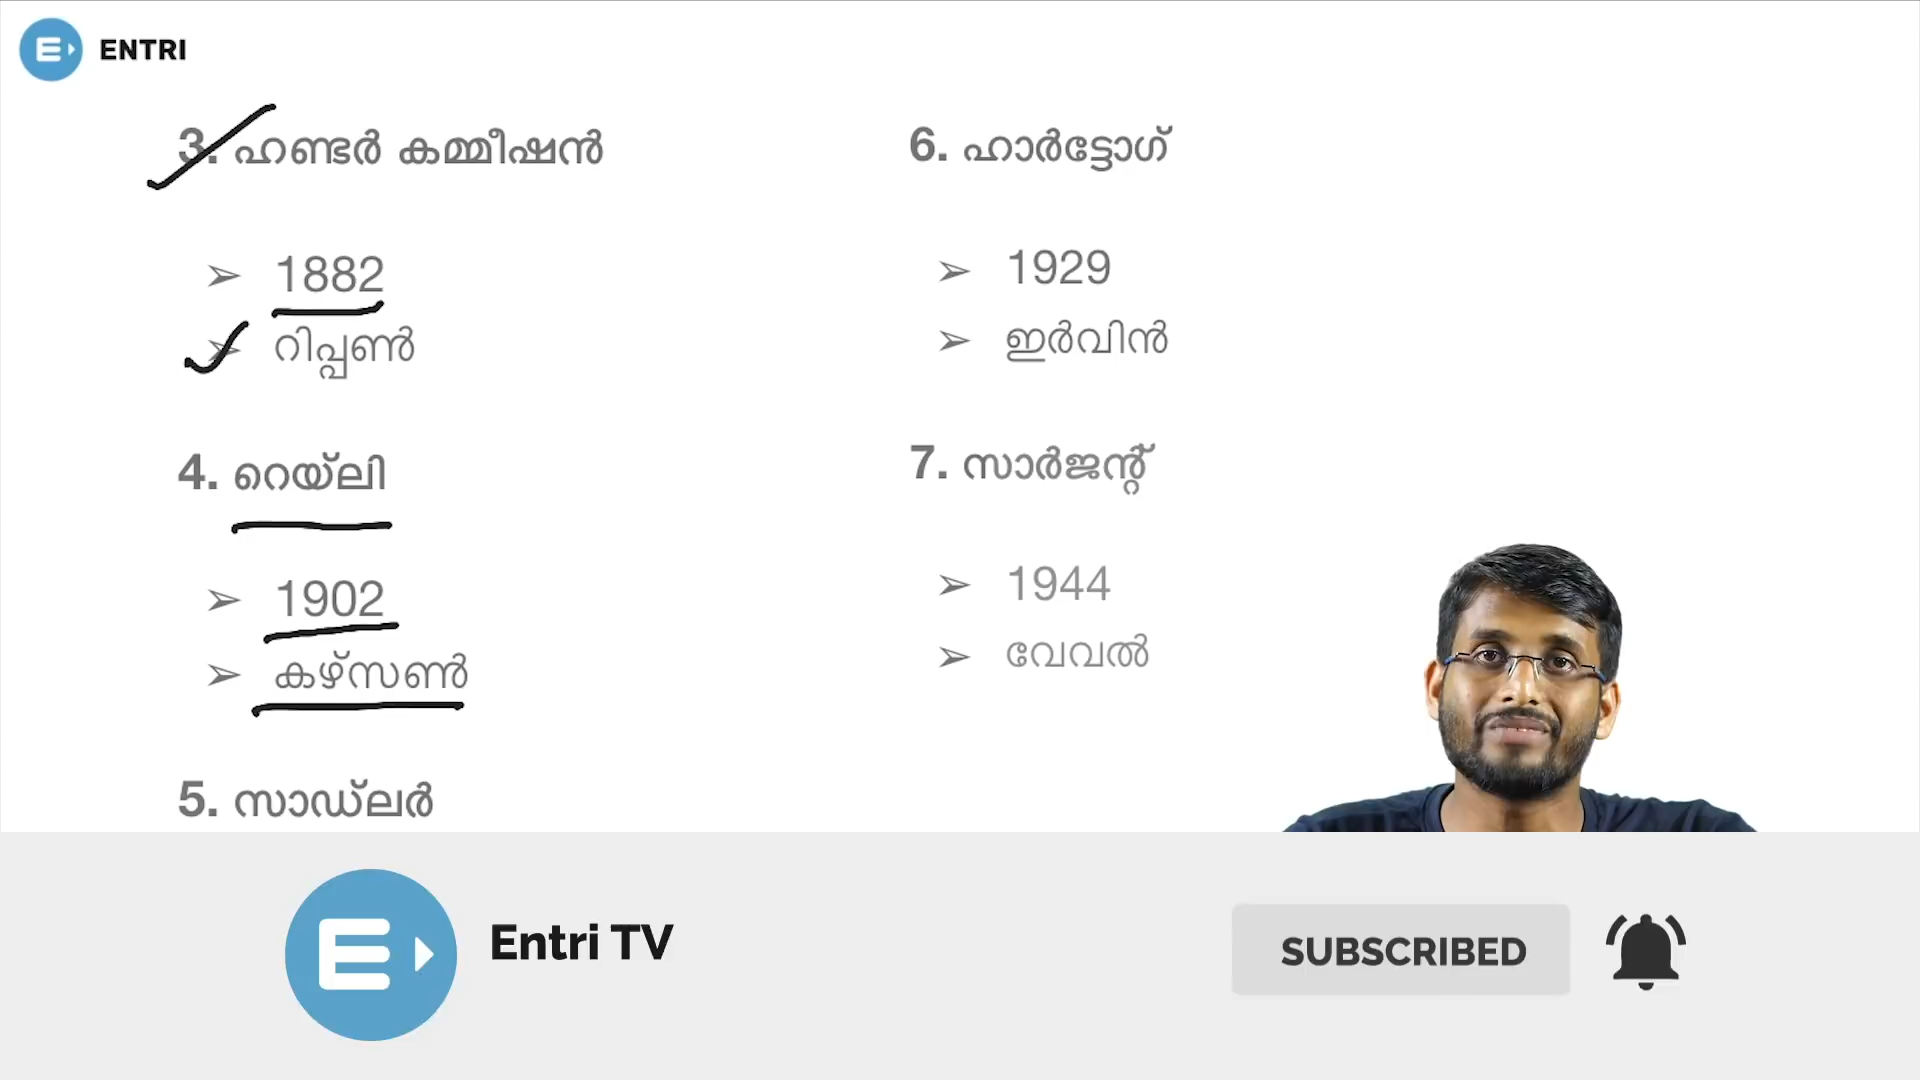 ENTRI
3. ഹണ്ടർ കമ്മീഷൻ
➢ 1882
➢ റിപ്പൺ
4. റെയ്ലി
➢ 1902
➢ കഴ്സൺ
5. സാഡ്ലർ
6. ഹാർട്ടോഗ്
➢ 1929
➢ ഇർവിൻ
7. സാർജന്റ്
➢ 1944
➢ വേവൽ
Entri TV
SUBSCRIBED